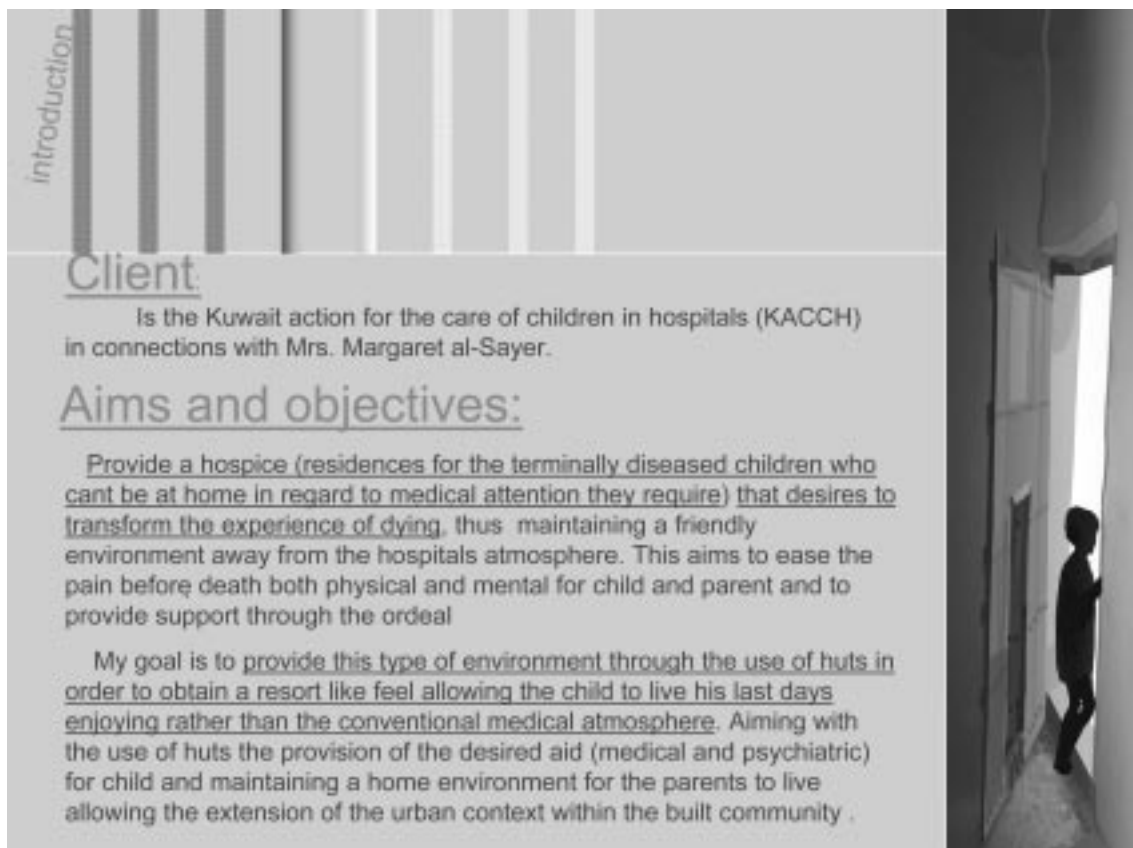 introduction
Client:
Is the Kuwait action for the care of children in hospitals (KACCH)
in connections with Mrs. Margaret al-Sayer.
Aims and objectives:
Provide a hospice (residences for the terminally diseased children who
cant be at home in regard to medical attention they require) that desires to
transform the experience of dying, thus maintaining a friendly
environment away from the hospitals atmosphere. This aims to ease the
pain before death both physical and mental for child and parent and to
provide support through the ordeal
My goal is to provide this type of environment through the use of huts in
order to obtain a resort like feel allowing the child to live his last days
enjoying rather than the conventional medical atmosphere. Aiming with
the use of huts the provision of the desired aid (medical and psychiatric)
for child and maintaining a home environment for the parents to live
allowing the extension of the urban context within the built community .